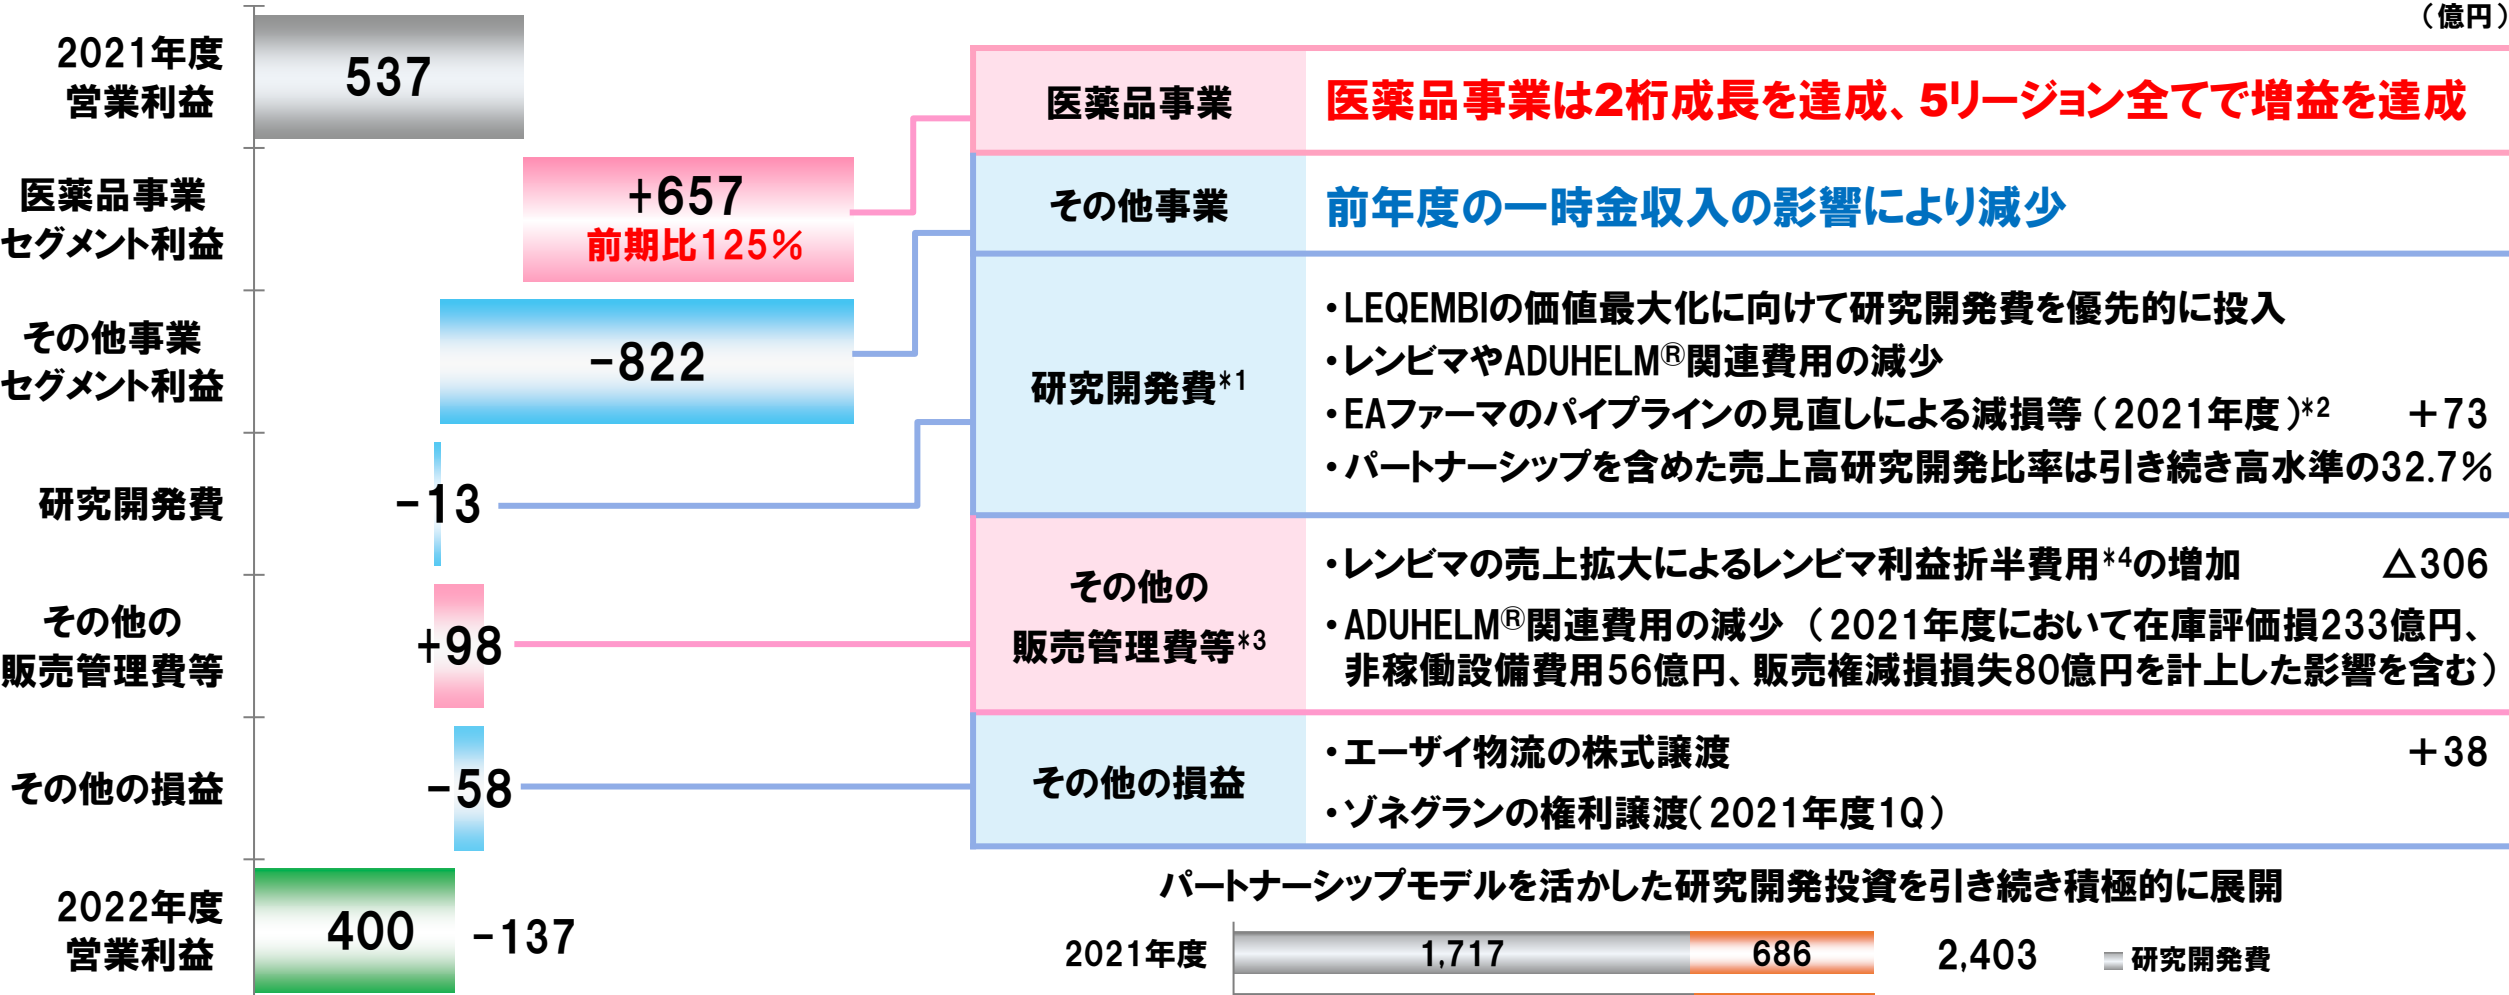 (億円)
2021年度
営業利益
537
医薬品事業
セグメント利益
+657
前期比125%
その他事業
セグメント利益
-822
研究開発費
-13
その他の
販売管理費等
+98
その他の損益
-58
2022年度
営業利益
400
-137
医薬品事業
医薬品事業は2桁成長を達成、5リージョン全てで増益を達成
その他事業
前年度の一時金収入の影響により減少
研究開発費*1
・LEQEMBIの価値最大化に向けて研究開発費を優先的に投入
・レンビマやADUHELM®関連費用の減少
・EAファーマのパイプラインの見直しによる減損等(2021年度)*2 +73
・パートナーシップを含めた売上高研究開発比率は引き続き高水準の32.7%
その他の
販売管理費等*3
・レンビマの売上拡大によるレンビマ利益折半費用*4の増加 △306
・ADUHELM®関連費用の減少 (2021年度において在庫評価損233億円、
非稼働設備費用56億円、販売権減損損失80億円を計上した影響を含む)
その他の損益
・エーザイ物流の株式譲渡 +38
・ゾネグランの権利譲渡(2021年度1Q)
パートナーシップモデルを活かした研究開発投資を引き続き積極的に展開
2021年度 1,717 686 2,403 研究開発費